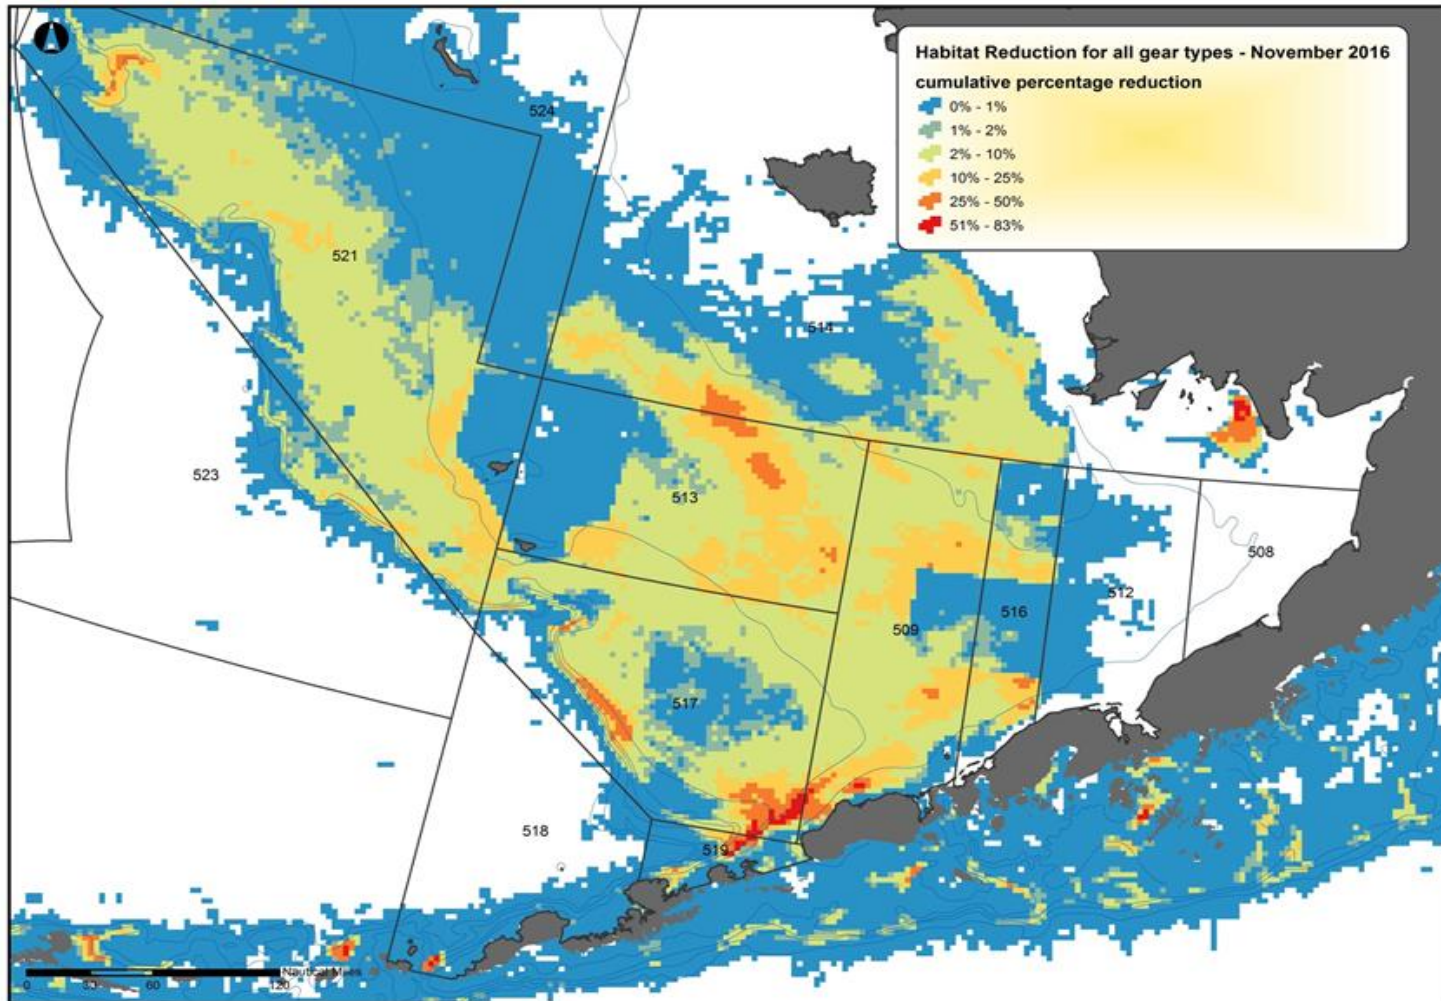 Habitat Reduction for all gear types - November 2016
cumulative percentage reduction
0% - 1%
1% - 2%
2% - 10%
10% - 25%
25% - 50%
51% - 83%
524
521
514
523
513
508
512
516
509
517
518
519
Nautical Miles
0 30 60 120